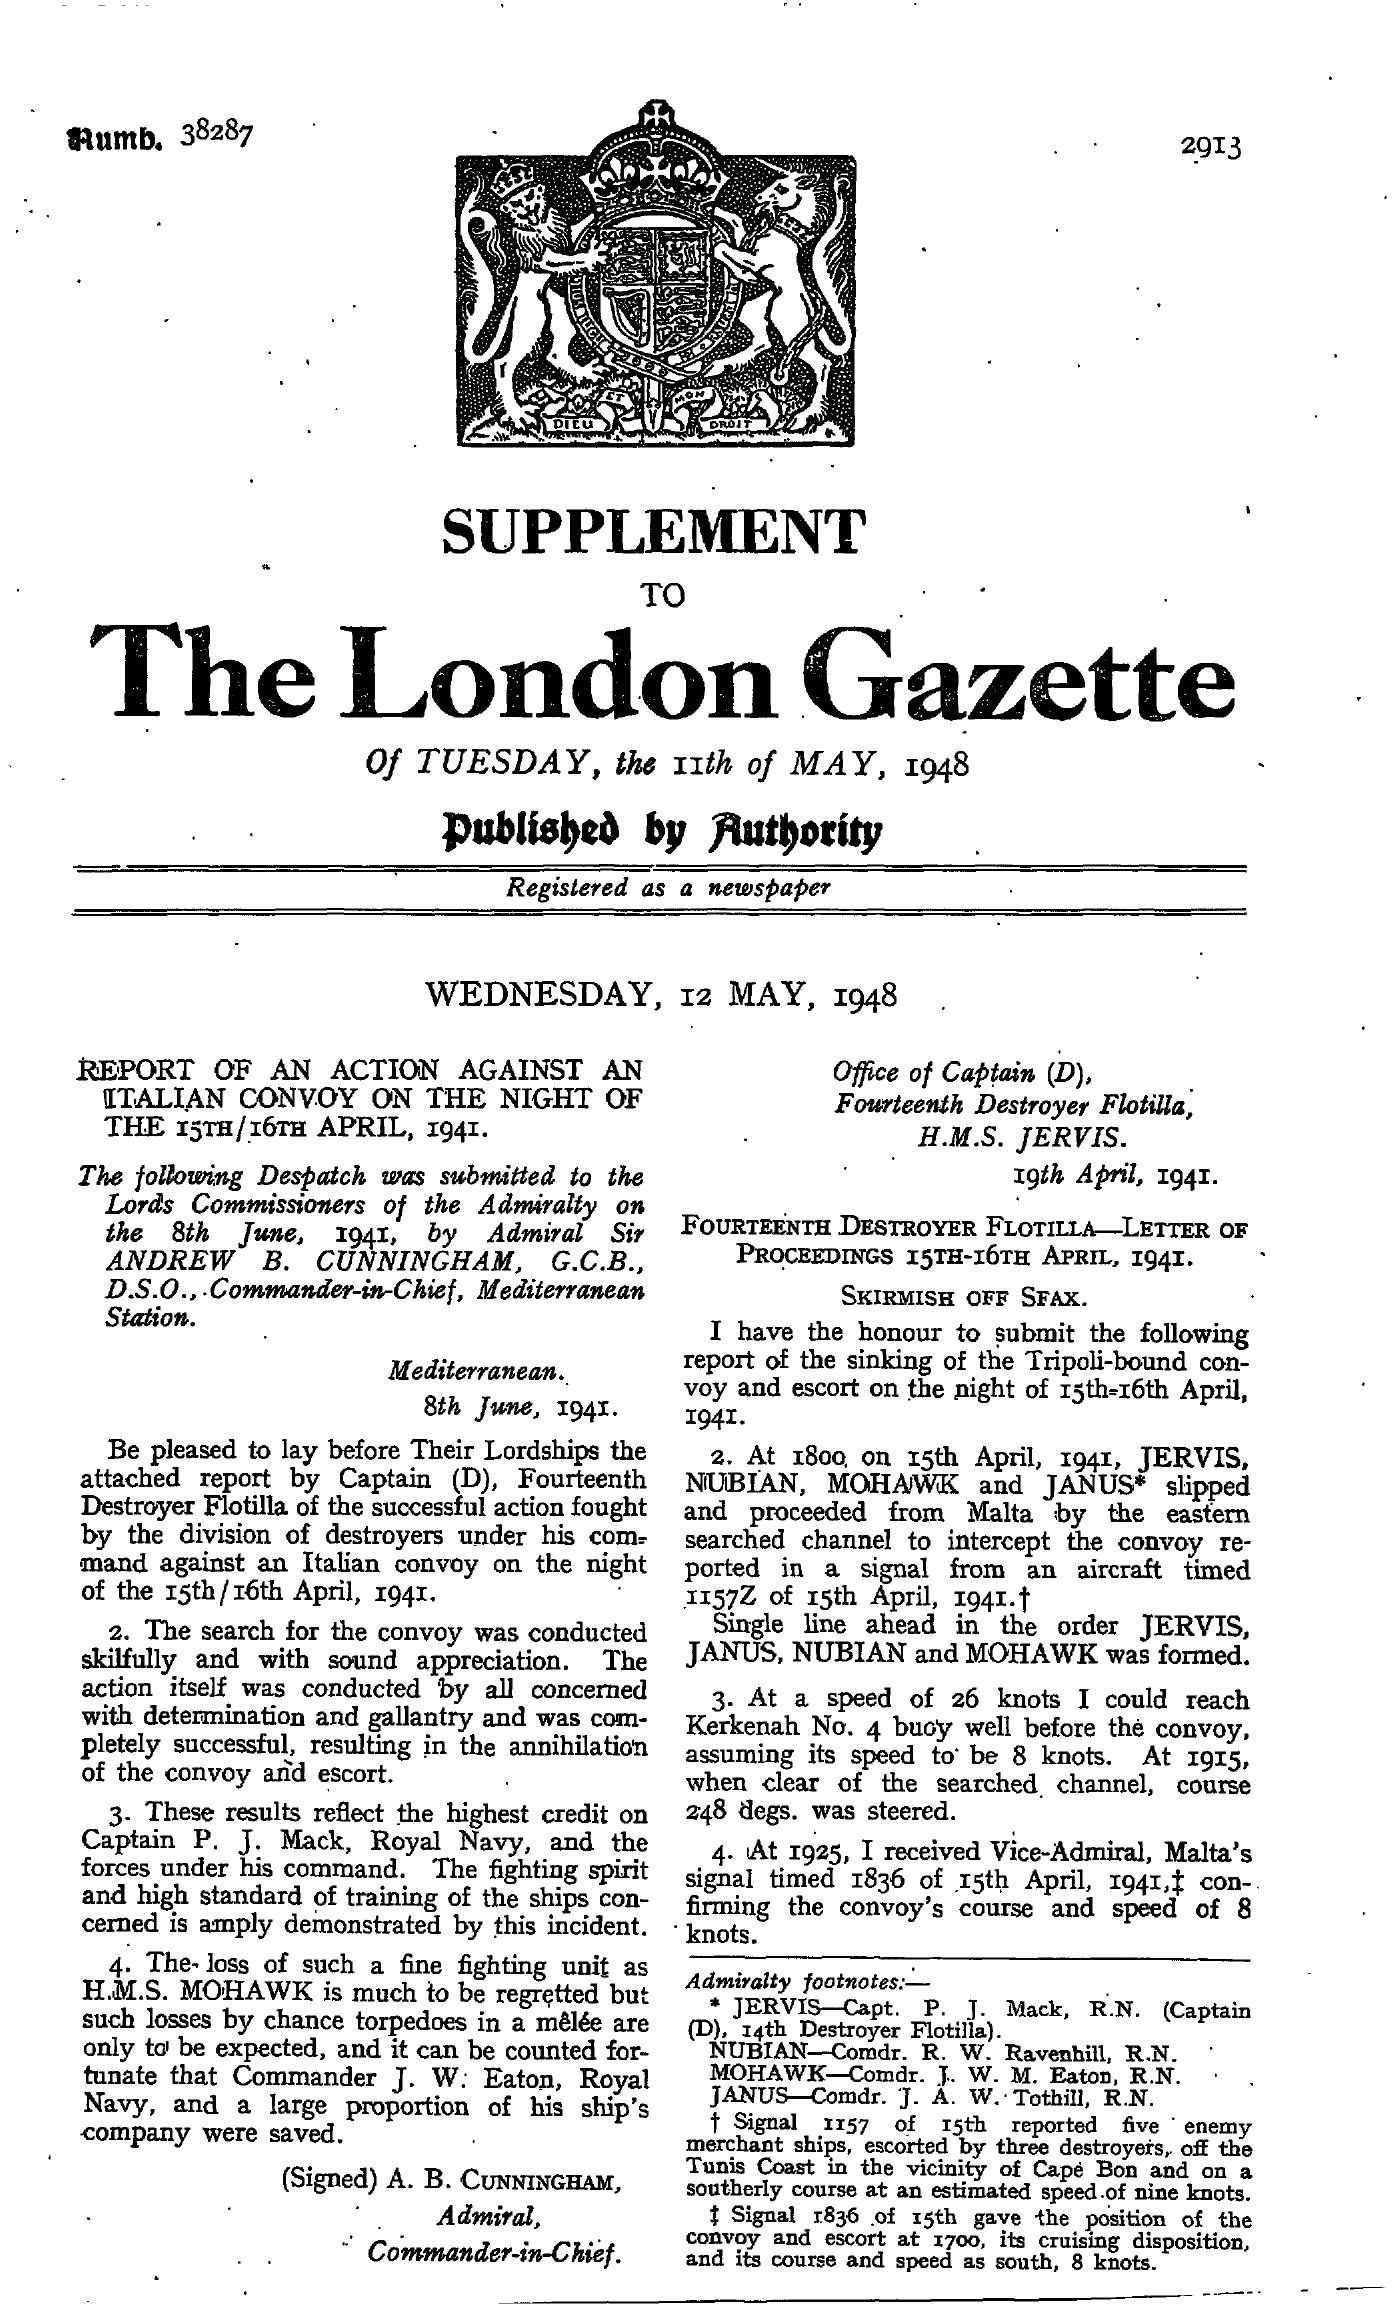 Numb. 38287
2913
DIEU ET MON DROIT
SUPPLEMENT
TO
The London Gazette
Of TUESDAY, the 11th of MAY, 1948
Published by Authority
Registered as a newspaper
WEDNESDAY, 12 MAY, 1948
REPORT OF AN ACTION AGAINST AN
ITALIAN CONVOY ON THE NIGHT OF
THE 15TH/16TH APRIL, 1941.
The following Despatch was submitted to the
Lords Commissioners of the Admiralty on
the 8th June, 1941, by Admiral Sir
ANDREW B. CUNNINGHAM, G.C.B.,
D.S.O., Commander-in-Chief, Mediterranean
Station.
Mediterranean.
8th June, 1941.
Be pleased to lay before Their Lordships the
attached report by Captain (D), Fourteenth
Destroyer Flotilla of the successful action fought
by the division of destroyers under his com-
mand against an Italian convoy on the night
of the 15th/16th April, 1941.
2. The search for the convoy was conducted
skilfully and with sound appreciation. The
action itself was conducted by all concerned
with determination and gallantry and was com-
pletely successful, resulting in the annihilation
of the convoy and escort.
3. These results reflect the highest credit on
Captain P. J. Mack, Royal Navy, and the
forces under his command. The fighting spirit
and high standard of training of the ships con-
cerned is amply demonstrated by this incident.
4. The loss of such a fine fighting unit as
H.M.S. MOHAWK is much to be regretted but
such losses by chance torpedoes in a mêlée are
only to be expected, and it can be counted for-
tunate that Commander J. W. Eaton, Royal
Navy, and a large proportion of his ship's
company were saved.
(Signed) A. B. CUNNINGHAM,
Admiral,
Commander-in-Chief.
Office of Captain (D),
Fourteenth Destroyer Flotilla,
H.M.S. JERVIS.
19th April, 1941.
FOURTEENTH DESTROYER FLOTILLA—LETTER OF
PROCEEDINGS 15TH-16TH APRIL, 1941.
SKIRMISH OFF SFAX.
I have the honour to submit the following
report of the sinking of the Tripoli-bound con-
voy and escort on the night of 15th-16th April,
1941.
2. At 1800, on 15th April, 1941, JERVIS,
NUBIAN, MOHAWK and JANUS* slipped
and proceeded from Malta by the eastern
searched channel to intercept the convoy re-
ported in a signal from an aircraft timed
1157Z of 15th April, 1941.†
Single line ahead in the order JERVIS,
JANUS, NUBIAN and MOHAWK was formed.
3. At a speed of 26 knots I could reach
Kerkenah No. 4 buoy well before the convoy,
assuming its speed to be 8 knots. At 1915,
when clear of the searched channel, course
248 degs. was steered.
4. At 1925, I received Vice-Admiral, Malta's
signal timed 1836 of 15th April, 1941,‡ con-
firming the convoy's course and speed of 8
knots.
Admiralty footnotes:—
* JERVIS—Capt. P. J. Mack, R.N. (Captain
(D), 14th Destroyer Flotilla).
NUBIAN—Comdr. R. W. Ravenhill, R.N.
MOHAWK—Comdr. J. W. M. Eaton, R.N.
JANUS—Comdr. J. A. W. Tothill, R.N.
† Signal 1157 of 15th reported five enemy
merchant ships, escorted by three destroyers, off the
Tunis Coast in the vicinity of Cape Bon and on a
southerly course at an estimated speed of nine knots.
‡ Signal 1836 of 15th gave the position of the
convoy and escort at 1700, its cruising disposition,
and its course and speed as south, 8 knots.